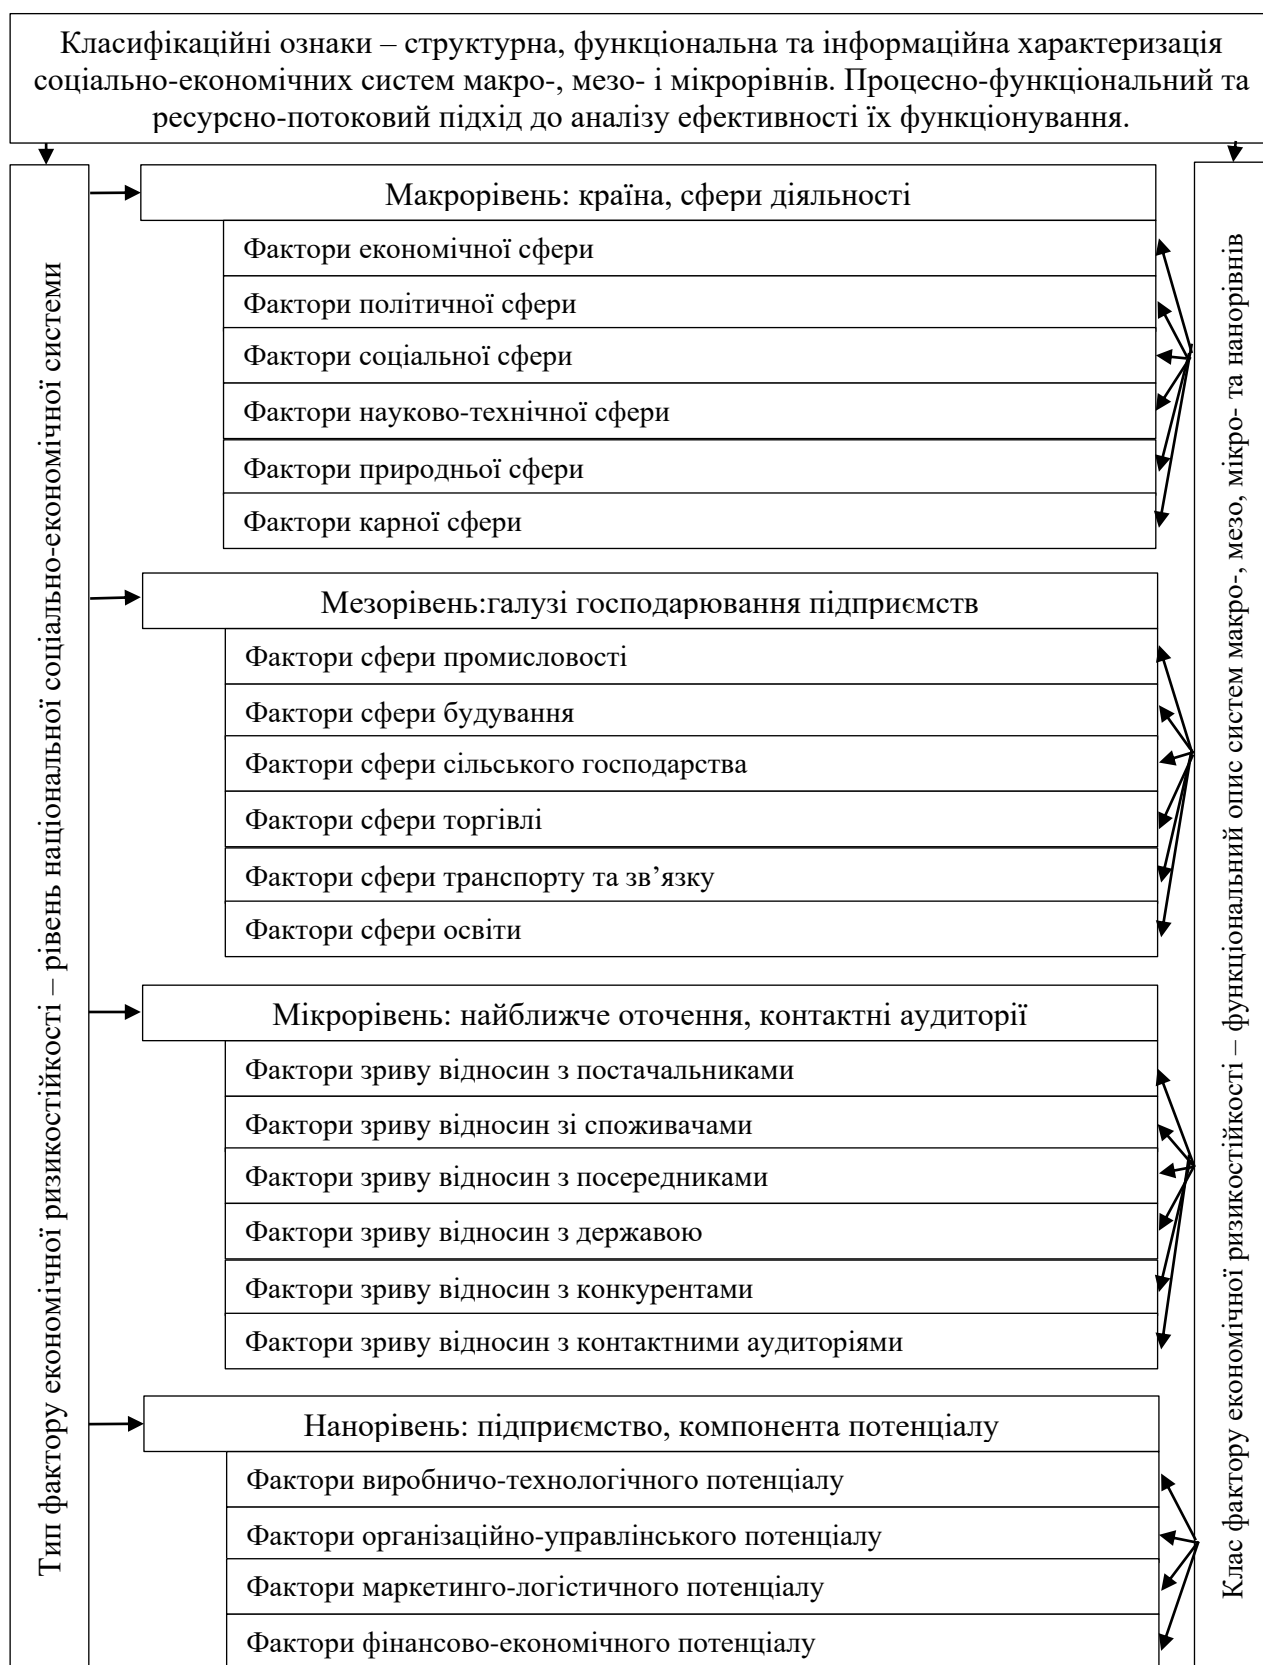 Класифікаційні ознаки – структурна, функціональна та інформаційна характеризація
соціально-економічних систем макро-, мезо- і мікрорівнів. Процесно-функціональний та
ресурсно-потоковий підхід до аналізу ефективності їх функціонування.
Тип фактору економічної ризикостійкості – рівень національної соціально-економічної системи
Макрорівень: країна, сфери діяльності
Фактори економічної сфери
Фактори політичної сфери
Фактори соціальної сфери
Фактори науково-технічної сфери
Фактори природньої сфери
Фактори карної сфери
Мезорівень:галузі господарювання підприємств
Фактори сфери промисловості
Фактори сфери будування
Фактори сфери сільського господарства
Фактори сфери торгівлі
Фактори сфери транспорту та зв’язку
Фактори сфери освіти
Мікрорівень: найближче оточення, контактні аудиторії
Фактори зриву відносин з постачальниками
Фактори зриву відносин зі споживачами
Фактори зриву відносин з посередниками
Фактори зриву відносин з державою
Фактори зриву відносин з конкурентами
Фактори зриву відносин з контактними аудиторіями
Нанорівень: підприємство, компонента потенціалу
Фактори виробничо-технологічного потенціалу
Фактори організаційно-управлінського потенціалу
Фактори маркетинго-логістичного потенціалу
Фактори фінансово-економічного потенціалу
Клас фактору економічної ризикостійкості – функціональний опис систем макро-, мезо, мікро- та нанорівнів